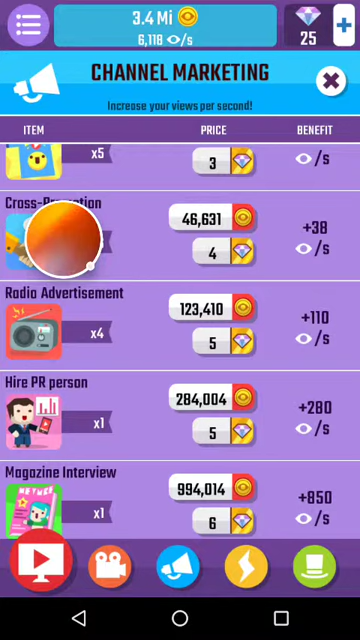 3.4 Mi
6,118 /s
25
+
CHANNEL MARKETING
Increase your views per second!
ITEM PRICE BENEFIT
x5 3 /s
Cross-Promotion
46,631 +38
4 /s
Radio Advertisement
x4 123,410 +110
5 /s
Hire PR person
x1 284,004 +280
5 /s
Magazine Interview
x1 994,014 +850
6 /s